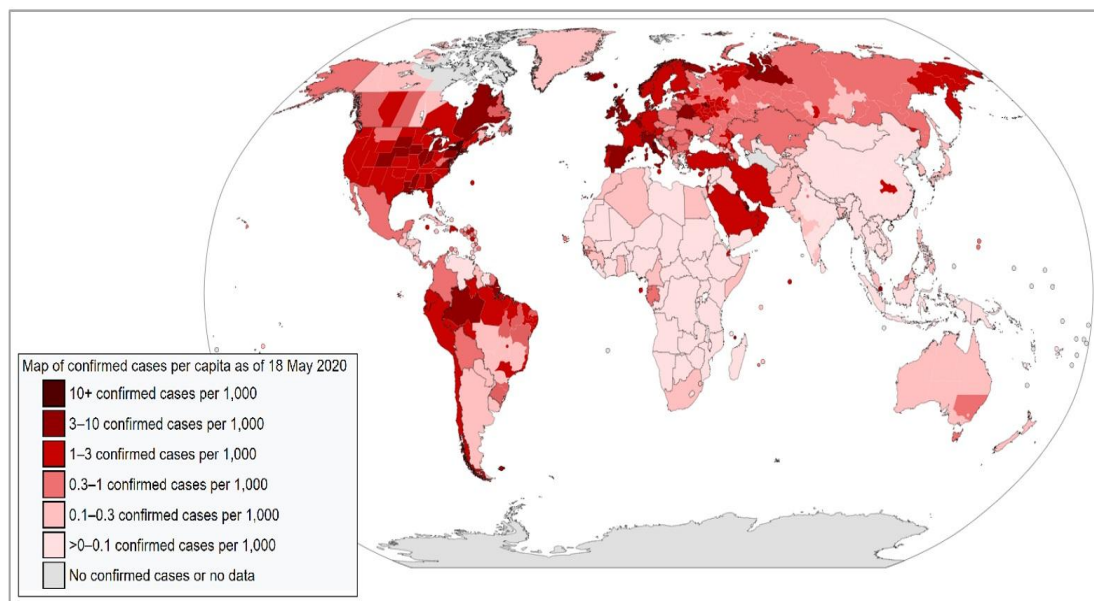 Map of confirmed cases per capita as of 18 May 2020
10+ confirmed cases per 1,000
3–10 confirmed cases per 1,000
1–3 confirmed cases per 1,000
0.3–1 confirmed cases per 1,000
0.1–0.3 confirmed cases per 1,000
>0–0.1 confirmed cases per 1,000
No confirmed cases or no data